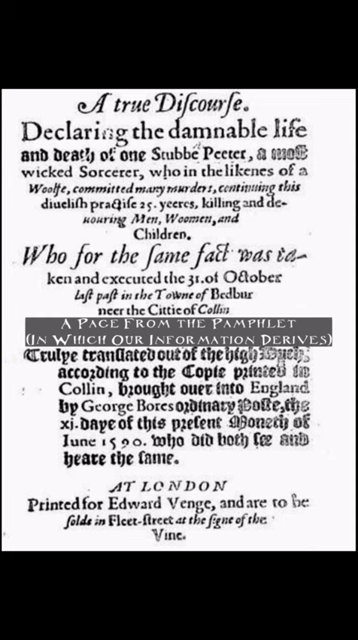 A true Diſcourſe.
Declaring the damnable life
and death of one Stubbe Peeter, a moſt
wicked Sorcerer, who in the likenes of a
Woolfe, committed many murders, continuing this
diueliſh practiſe 25. yeeres, killing and de-
uouring Men, Woomen, and
Children.
Who for the ſame fact was ta-
ken and executed the 31. of October
laſt paſt in the Towne of Bedbur
neer the Cittie of Collin
A Page From the Pamphlet
(In Which Our Information Derives)
Trulye tranſlated out of the high Duch,
according to the Copie printed in
Collin, brought ouer into England
by George Bores ordinary Poſte, the
xj. daye of this preſent Moneth of
Iune 1590. who did both ſee and
heare the ſame.
AT LONDON
Printed for Edward Venge, and are to be
ſolde in Fleet-ſtreet at the ſigne of the
Vine.